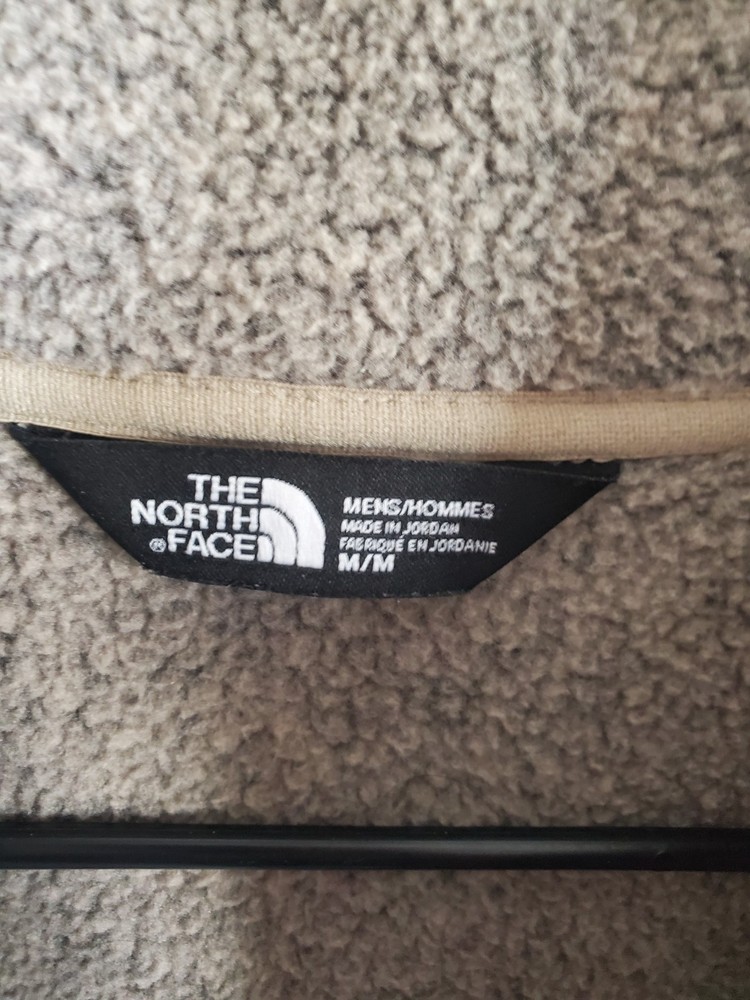 THE
NORTH
®FACE
MENS/HOMMES
MADE IN JORDAN
FABRIQUÉ EN JORDANIE
M/M